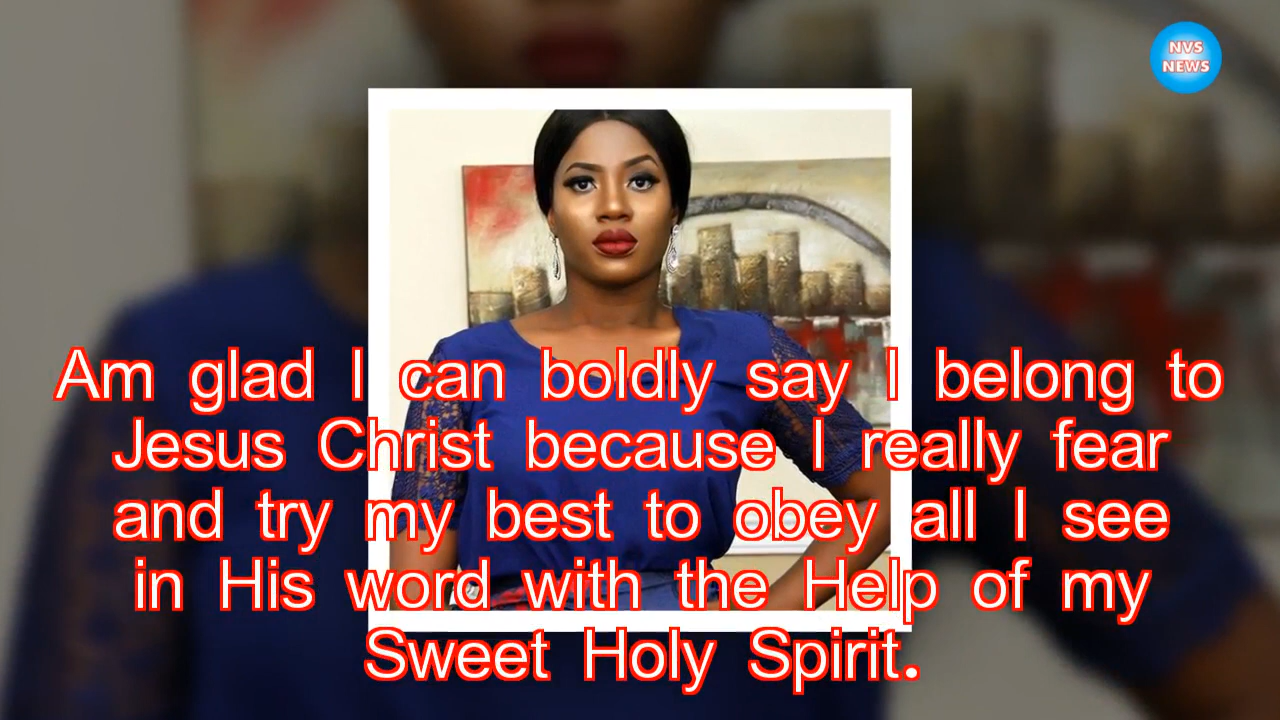 NVS
NEWS
Am glad I can boldly say I belong to
Jesus Christ because I really fear
and try my best to obey all I see
in His word with the Help of my
Sweet Holy Spirit.